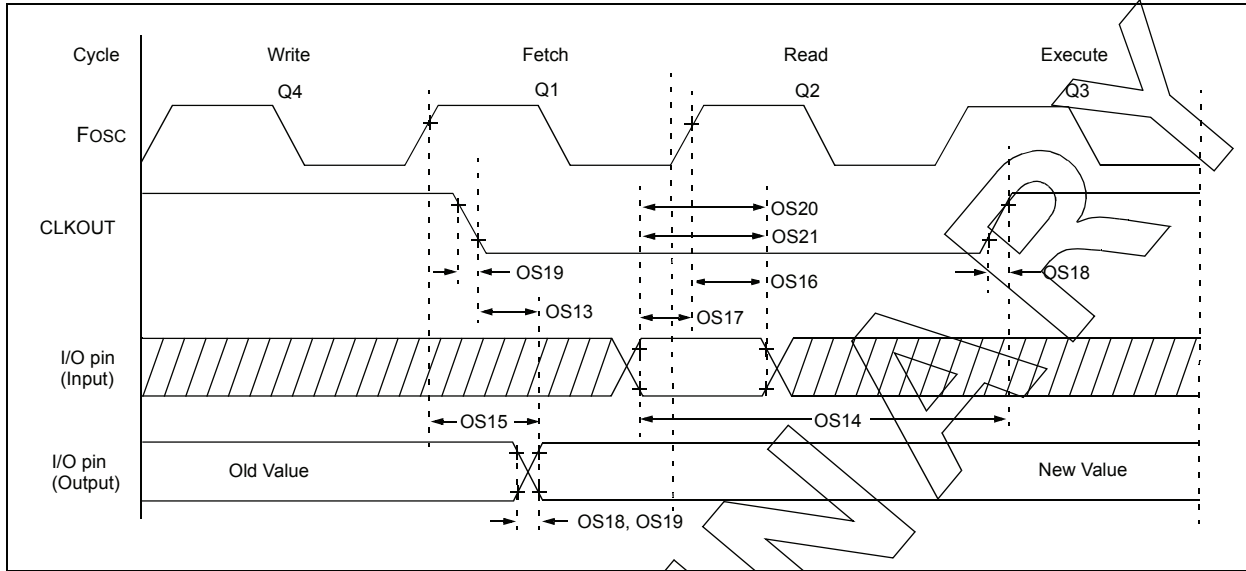 Cycle Write Fetch Read Execute
Q4 Q1 Q2 Q3
FOSC
CLKOUT
OS20
OS21
OS19 OS16 OS18
OS13 OS17
I/O pin
(Input)
OS15 OS14
I/O pin
(Output)
Old Value New Value
OS18, OS19